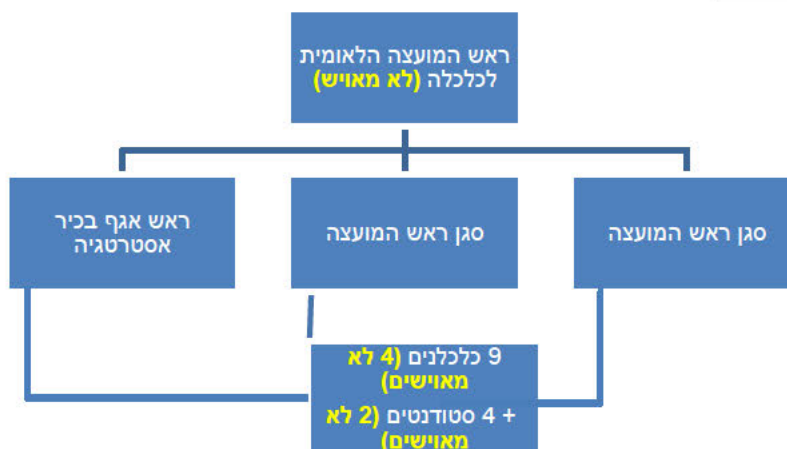 ראש המועצה הלאומית
לכלכלה (לא מאויש)
סגן ראש המועצה
סגן ראש המועצה
ראש אגף בכיר
אסטרטגיה
9 כלכלנים (4 לא
מאוישים)
+ 4 סטודנטים (2 לא
מאוישים)